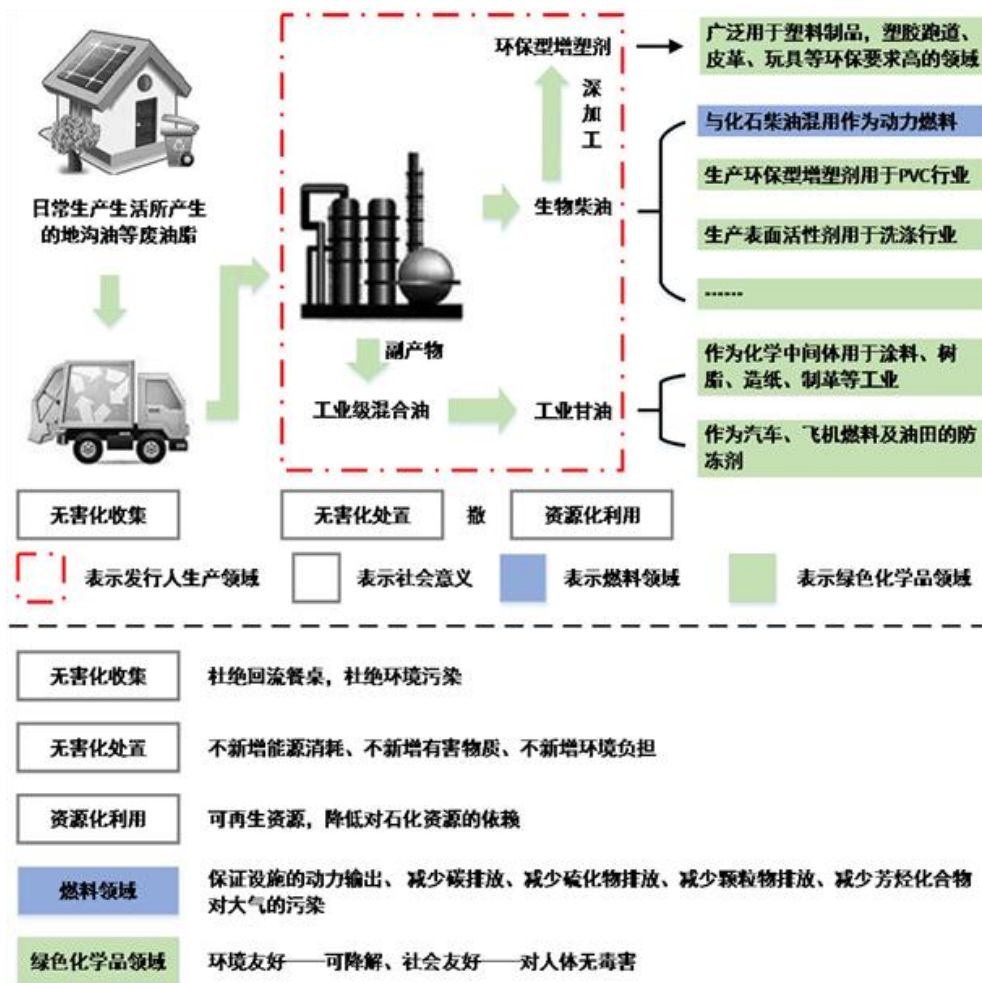 环保型增塑剂
广泛用于塑料制品，塑胶跑道、
皮革、玩具等环保要求高的领域
深
加
工
与化石柴油混用作为动力燃料
生产环保型增塑剂用于PVC行业
生物柴油
日常生产生活所产生
的地沟油等废油脂
生产表面活性剂用于洗涤行业
......
副产物
作为化学中间体用于涂料、树
脂、造纸、制革等工业
工业级混合油
工业甘油
作为汽车、飞机燃料及油田的防
冻剂
无害化收集
无害化处置
撒
资源化利用
表示发行人生产领域
表示社会意义
表示燃料领域
表示绿色化学品领域
无害化收集
杜绝回流餐桌，杜绝环境污染
无害化处置
不新增能源消耗、不新增有害物质、不新增环境负担
资源化利用
可再生资源，降低对石化资源的依赖
燃料领域
保证设施的动力输出、 减少碳排放、减少硫化物排放、减少颗粒物排放、减少芳烃化合物
对大气的污染
绿色化学品领域
环境友好——可降解、社会友好——对人体无毒害